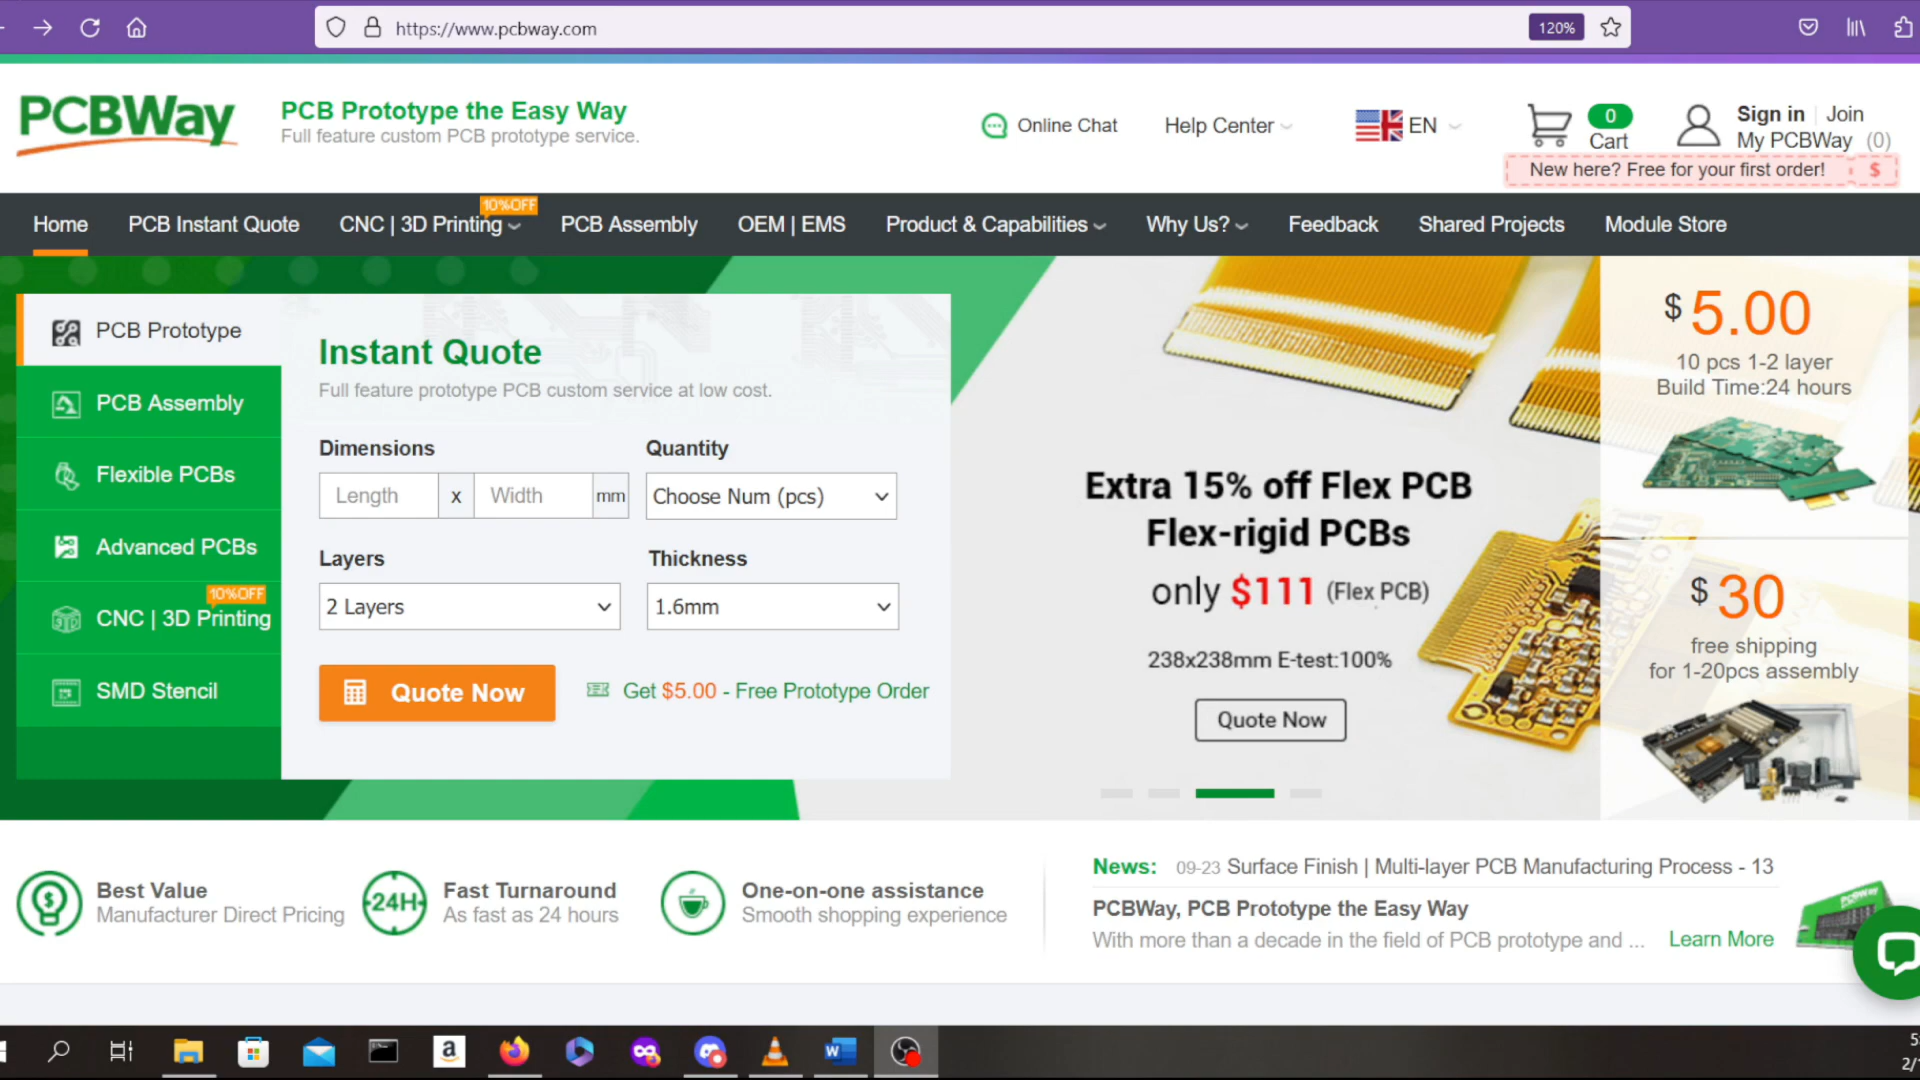 https://www.pcbway.com
120%
PCBWay
PCB Prototype the Easy Way
Full feature custom PCB prototype service.
Online Chat
Help Center
EN
0
Cart
Sign in | Join
My PCBWay (0)
New here? Free for your first order! $
Home
PCB Instant Quote
CNC | 3D Printing
10%OFF
PCB Assembly
OEM | EMS
Product & Capabilities
Why Us?
Feedback
Shared Projects
Module Store
PCB Prototype
PCB Assembly
Flexible PCBs
Advanced PCBs
10%OFF
CNC | 3D Printing
SMD Stencil
Instant Quote
Full feature prototype PCB custom service at low cost.
Dimensions
Quantity
Length x Width mm
Choose Num (pcs)
Layers
Thickness
2 Layers
1.6mm
Quote Now
Get $5.00 - Free Prototype Order
Extra 15% off Flex PCB
Flex-rigid PCBs
only $111 (Flex PCB)
238x238mm E-test:100%
Quote Now
$ 5.00
10 pcs 1-2 layer
Build Time:24 hours
$ 30
free shipping
for 1-20pcs assembly
Best Value
Manufacturer Direct Pricing
24H
Fast Turnaround
As fast as 24 hours
One-on-one assistance
Smooth shopping experience
News: 09-23 Surface Finish | Multi-layer PCB Manufacturing Process - 13
PCBWay, PCB Prototype the Easy Way
With more than a decade in the field of PCB prototype and ... Learn More